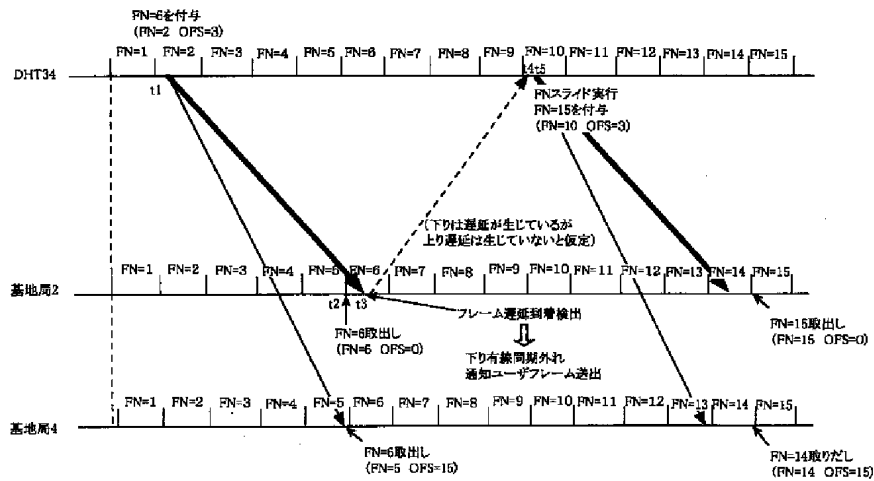 FN=6を付与
(FN=2 OFS=3)
FN=1 FN=2 FN=3 FN=4 FN=5 FN=6 FN=7 FN=8 FN=9 FN=10 FN=11 FN=12 FN=13 FN=14 FN=15
DHT34
t1
t4t5
FNスライド実行
FN=15を付与
(FN=10 OFS=3)
(下りは遅延が生じているが
上り遅延は生じていないと仮定)
FN=1 FN=2 FN=3 FN=4 FN=5 FN=6 FN=7 FN=8 FN=9 FN=10 FN=11 FN=12 FN=13 FN=14 FN=15
基地局2
t2 t3
フレーム遅延到着検出
FN=6取出し
(FN=6 OFS=0)
FN=15取出し
(FN=15 OFS=0)
下り有線同期外れ
通知ユーザフレーム送出
FN=1 FN=2 FN=3 FN=4 FN=5 FN=6 FN=7 FN=8 FN=9 FN=10 FN=11 FN=12 FN=13 FN=14 FN=15
基地局4
FN=6取出し
(FN=5 OFS=15)
FN=14取りだし
(FN=14 OFS=15)